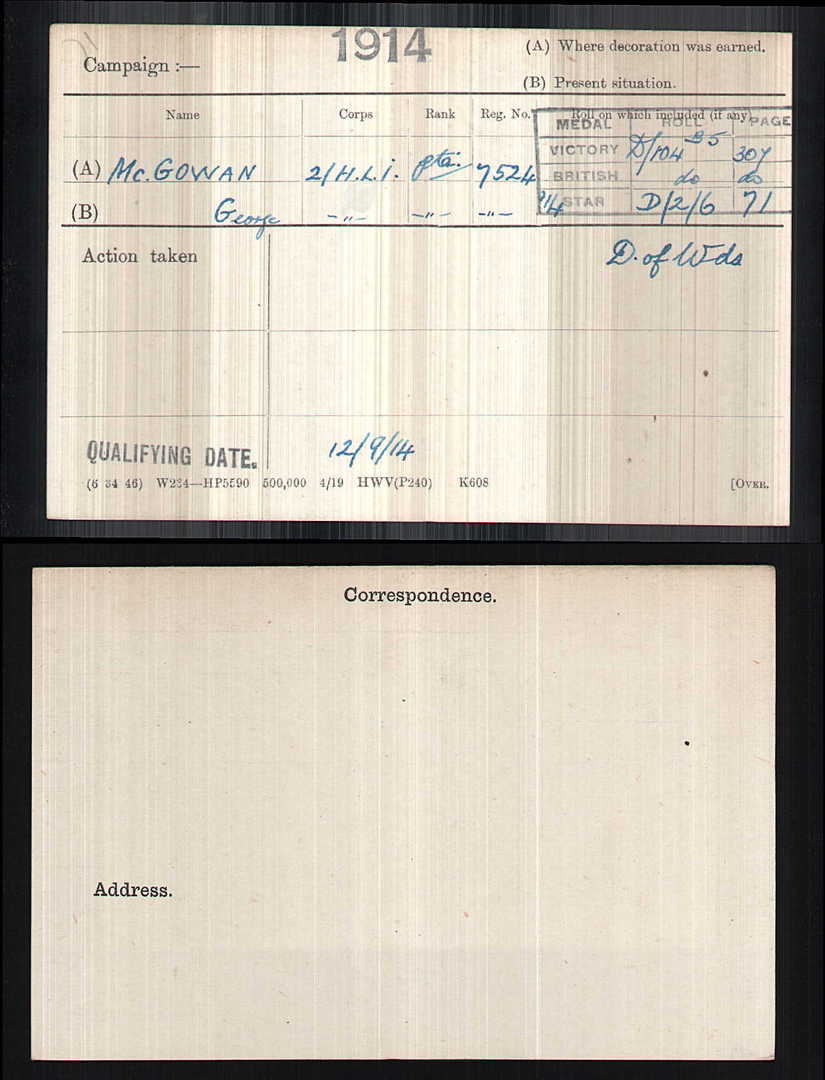 1914
(A) Where decoration was earned.
Campaign :—
(B) Present situation.
Name Corps Rank Reg. No. Roll on which included (if any)
MEDAL ROLL PAGE
VICTORY D/104 B5 307
(A) Mc.GOWAN 2/H.L.I. Pte. 7524
BRITISH do do
(B) George —"— —"— —"— 914 STAR D/2/6 71
Action taken D. of Wds
QUALIFYING DATE. 12/9/14
(6 34 46) W234—HP5590 500,000 4/19 HWV(P240) K608 [OVER.
Correspondence.
Address.